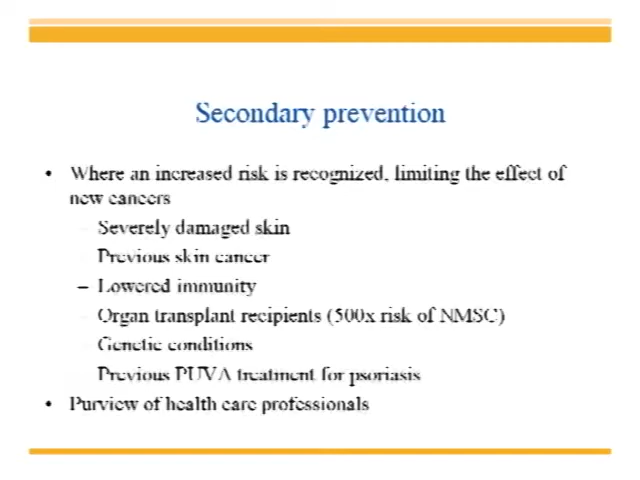 Secondary prevention
• Where an increased risk is recognized, limiting the effect of
new cancers
– Severely damaged skin
– Previous skin cancer
– Lowered immunity
– Organ transplant recipients (500x risk of NMSC)
– Genetic conditions
– Previous PUVA treatment for psoriasis
• Purview of health care professionals